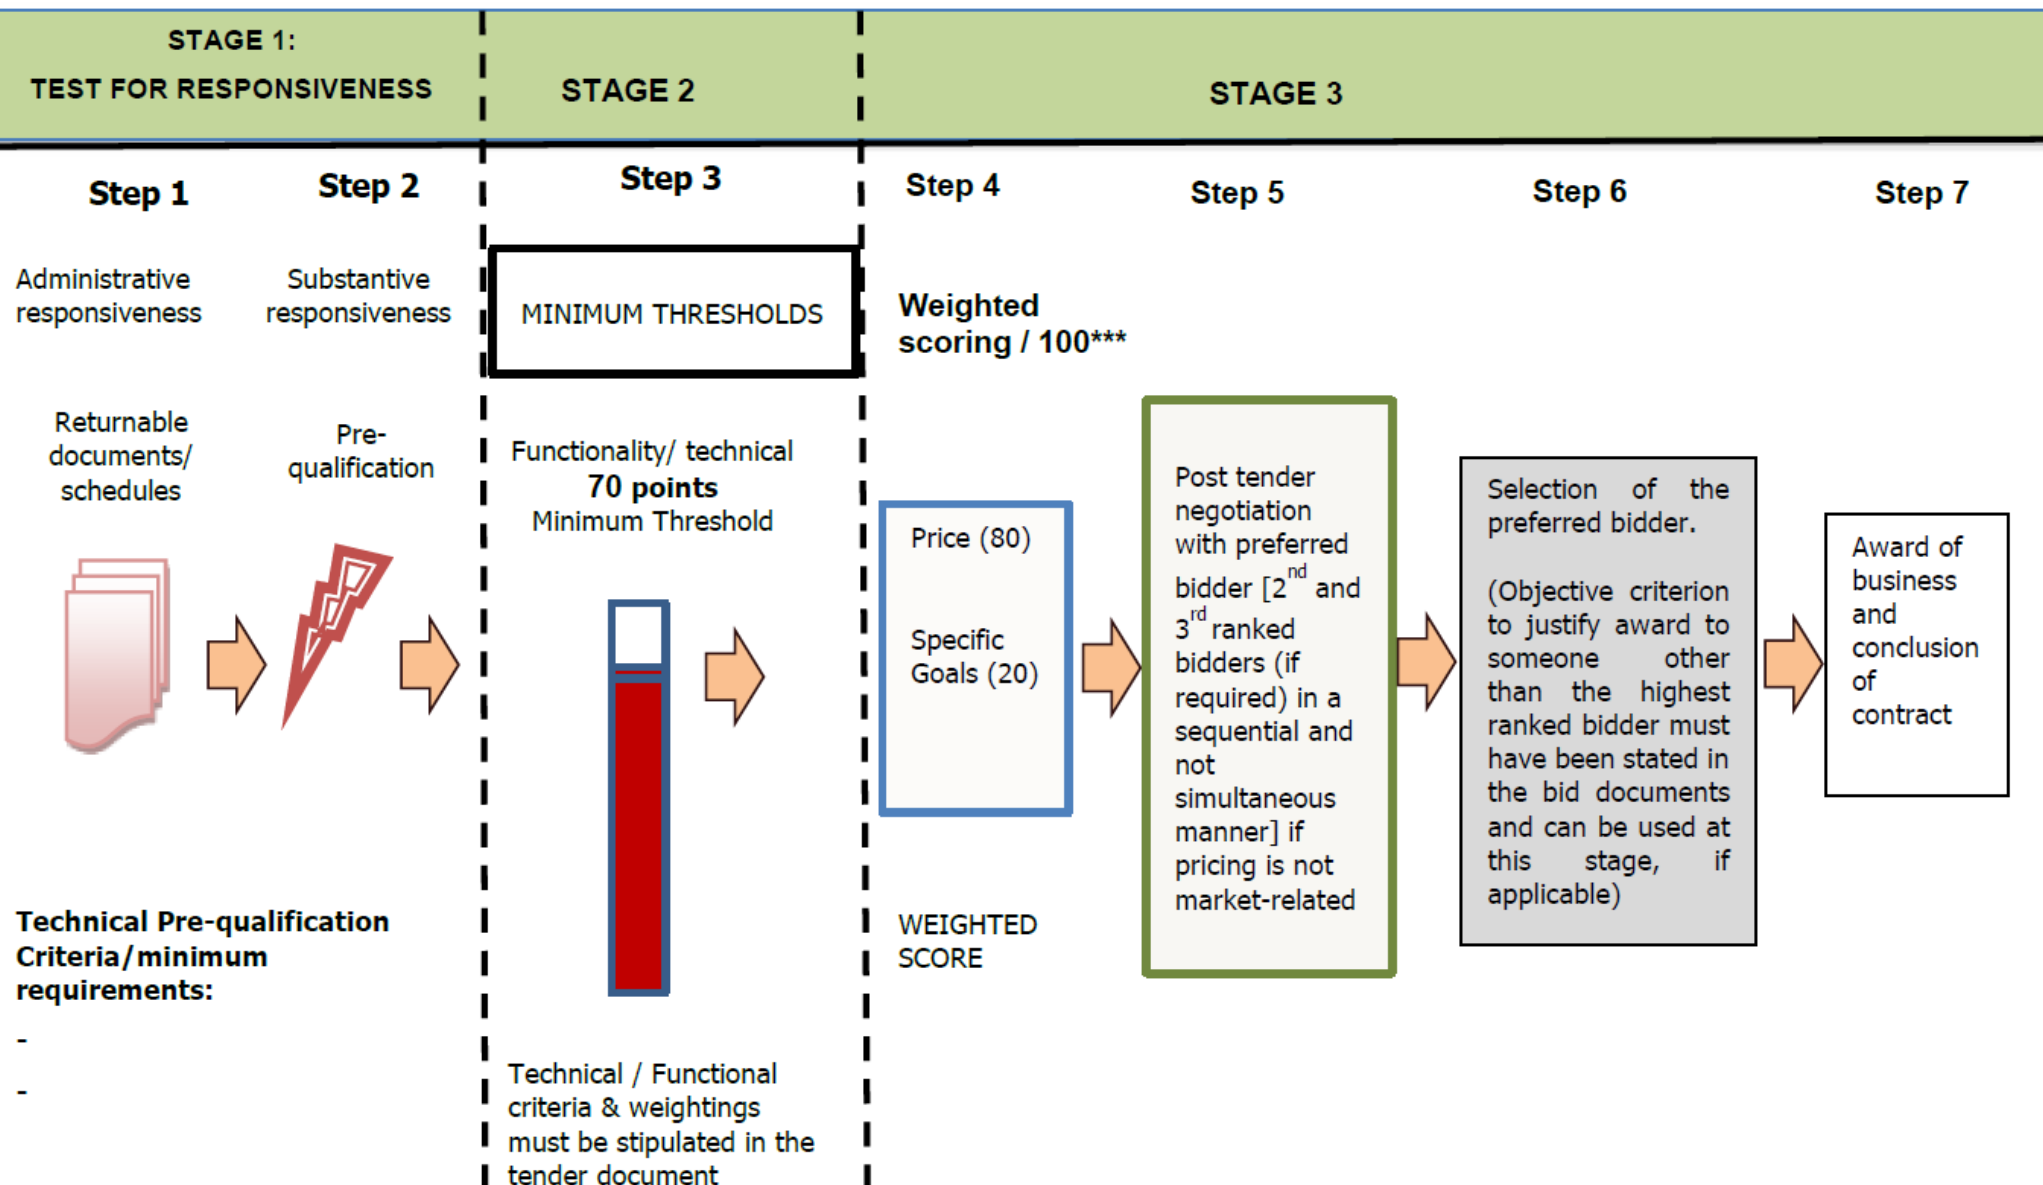 STAGE 1:
TEST FOR RESPONSIVENESS
STAGE 2
STAGE 3
Step 1
Step 2
Step 3
Step 4
Step 5
Step 6
Step 7
Administrative
responsiveness
Substantive
responsiveness
MINIMUM THRESHOLDS
Weighted
scoring / 100***
Returnable
documents/
schedules
Pre-
qualification
Functionality/ technical
70 points
Minimum Threshold
Price (80)
Specific
Goals (20)
Post tender
negotiation
with preferred
bidder [2nd and
3rd ranked
bidders (if
required) in a
sequential and
not
simultaneous
manner] if
pricing is not
market-related
Selection of the
preferred bidder.
(Objective criterion
to justify award to
someone other
than the highest
ranked bidder must
have been stated in
the bid documents
and can be used at
this stage, if
applicable)
Award of
business
and
conclusion
of
contract
Technical Pre-qualification
Criteria/minimum
requirements:
-
-
WEIGHTED
SCORE
Technical / Functional
criteria & weightings
must be stipulated in the
tender document